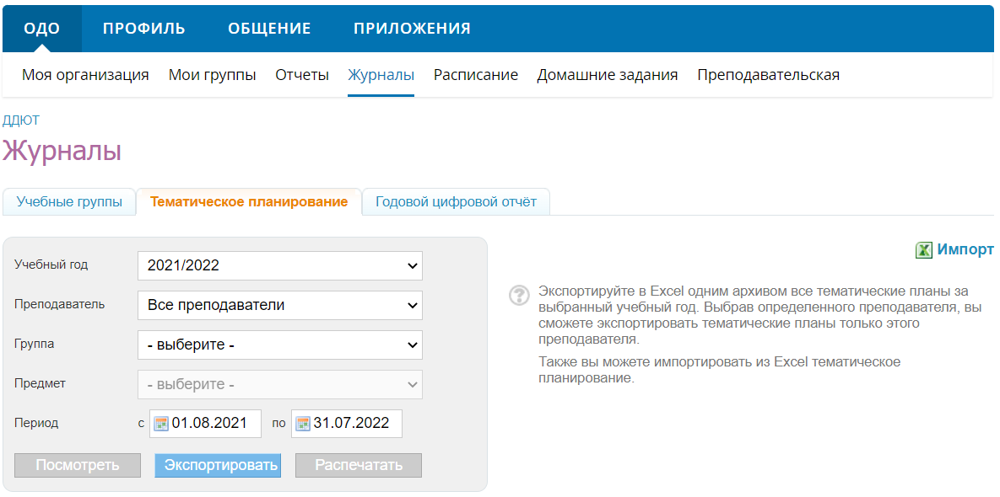 ОДО ПРОФИЛЬ ОБЩЕНИЕ ПРИЛОЖЕНИЯ
Моя организация Мои группы Отчеты Журналы Расписание Домашние задания Преподавательская
ДДЮТ
Журналы
Учебные группы Тематическое планирование Годовой цифровой отчёт
Импорт
Учебный год 2021/2022
Преподаватель Все преподаватели
Группа - выберите -
Предмет - выберите -
Период с 01.08.2021 по 31.07.2022
Посмотреть Экспортировать Распечатать
Экспортируйте в Excel одним архивом все тематические планы за
выбранный учебный год. Выбрав определенного преподавателя, вы
сможете экспортировать тематические планы только этого
преподавателя.
Также вы можете импортировать из Excel тематическое
планирование.